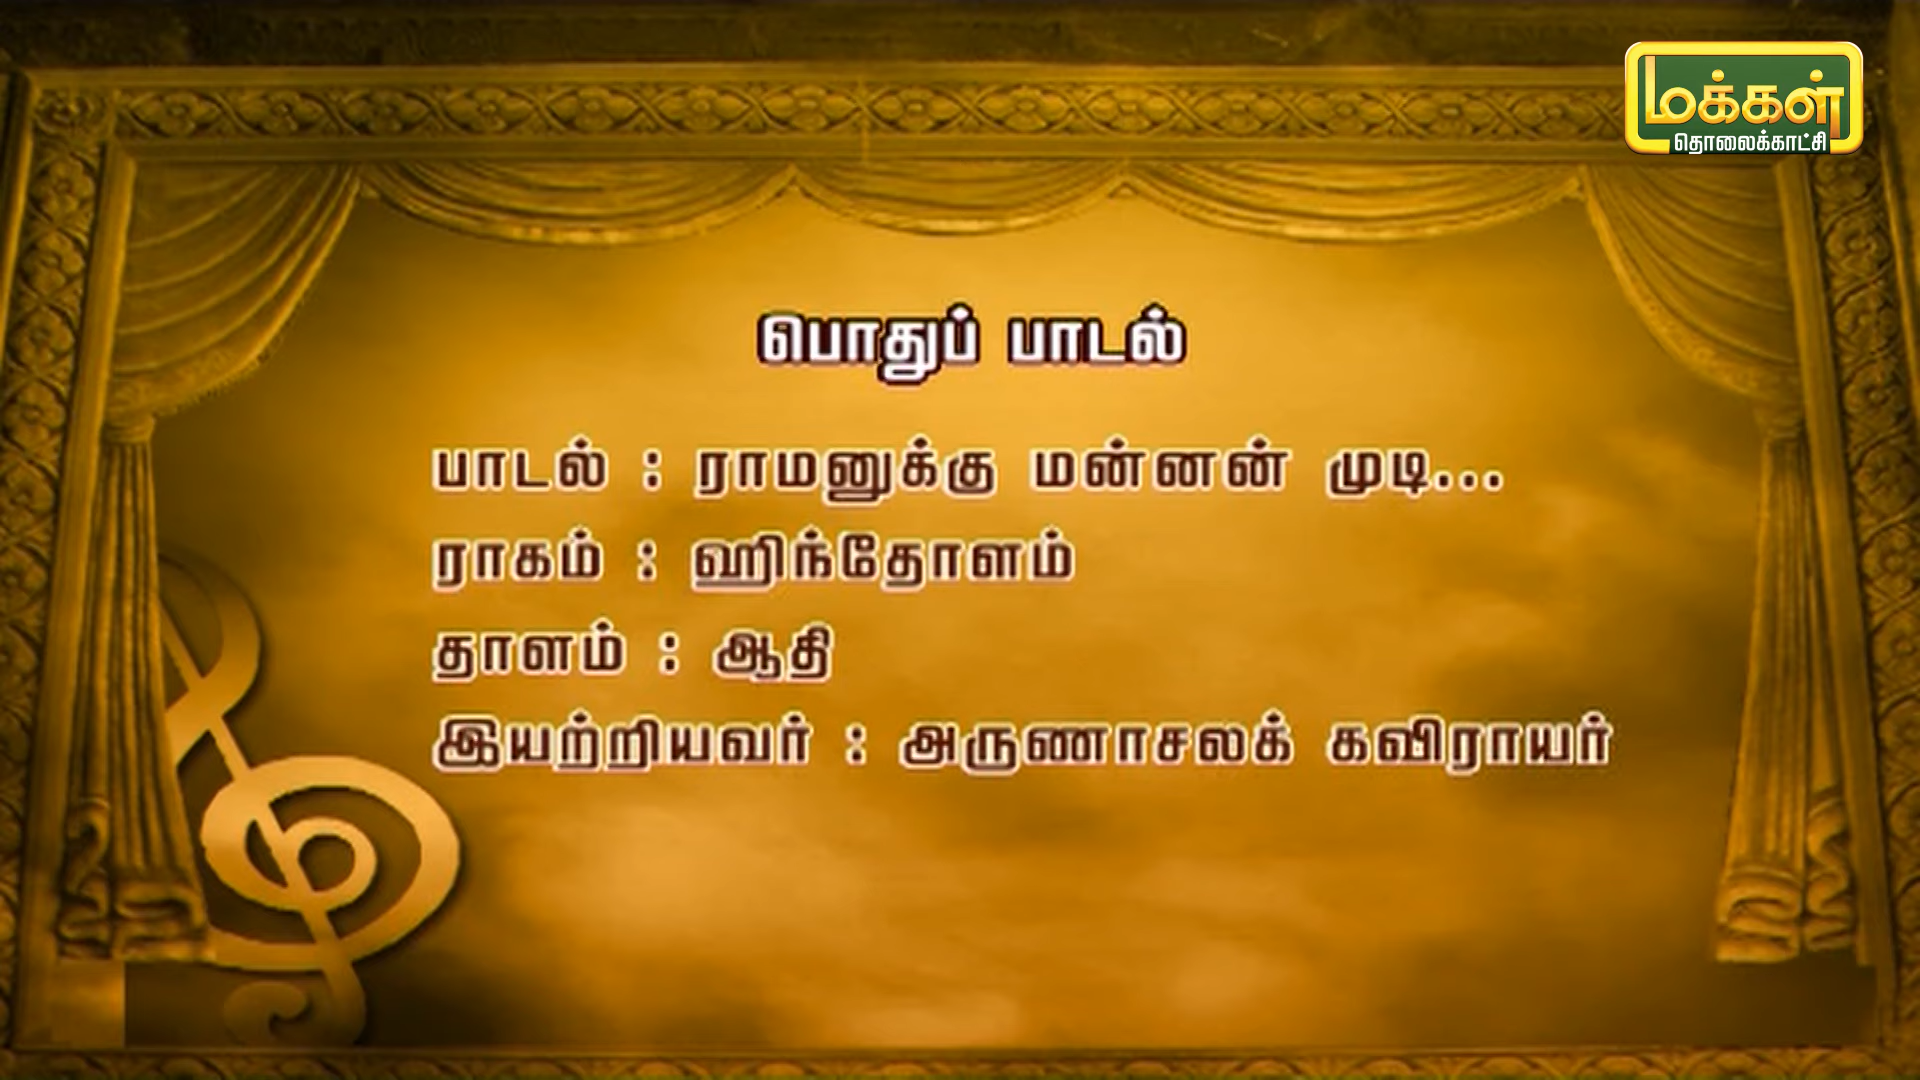 மக்கள்
தொலைக்காட்சி
பொதுப் பாடல்
பாடல் : ராமனுக்கு மன்னன் முடி...
ராகம் : ஹிந்தோளம்
தாளம் : ஆதி
இயற்றியவர் : அருணாசலக் கவிராயர்